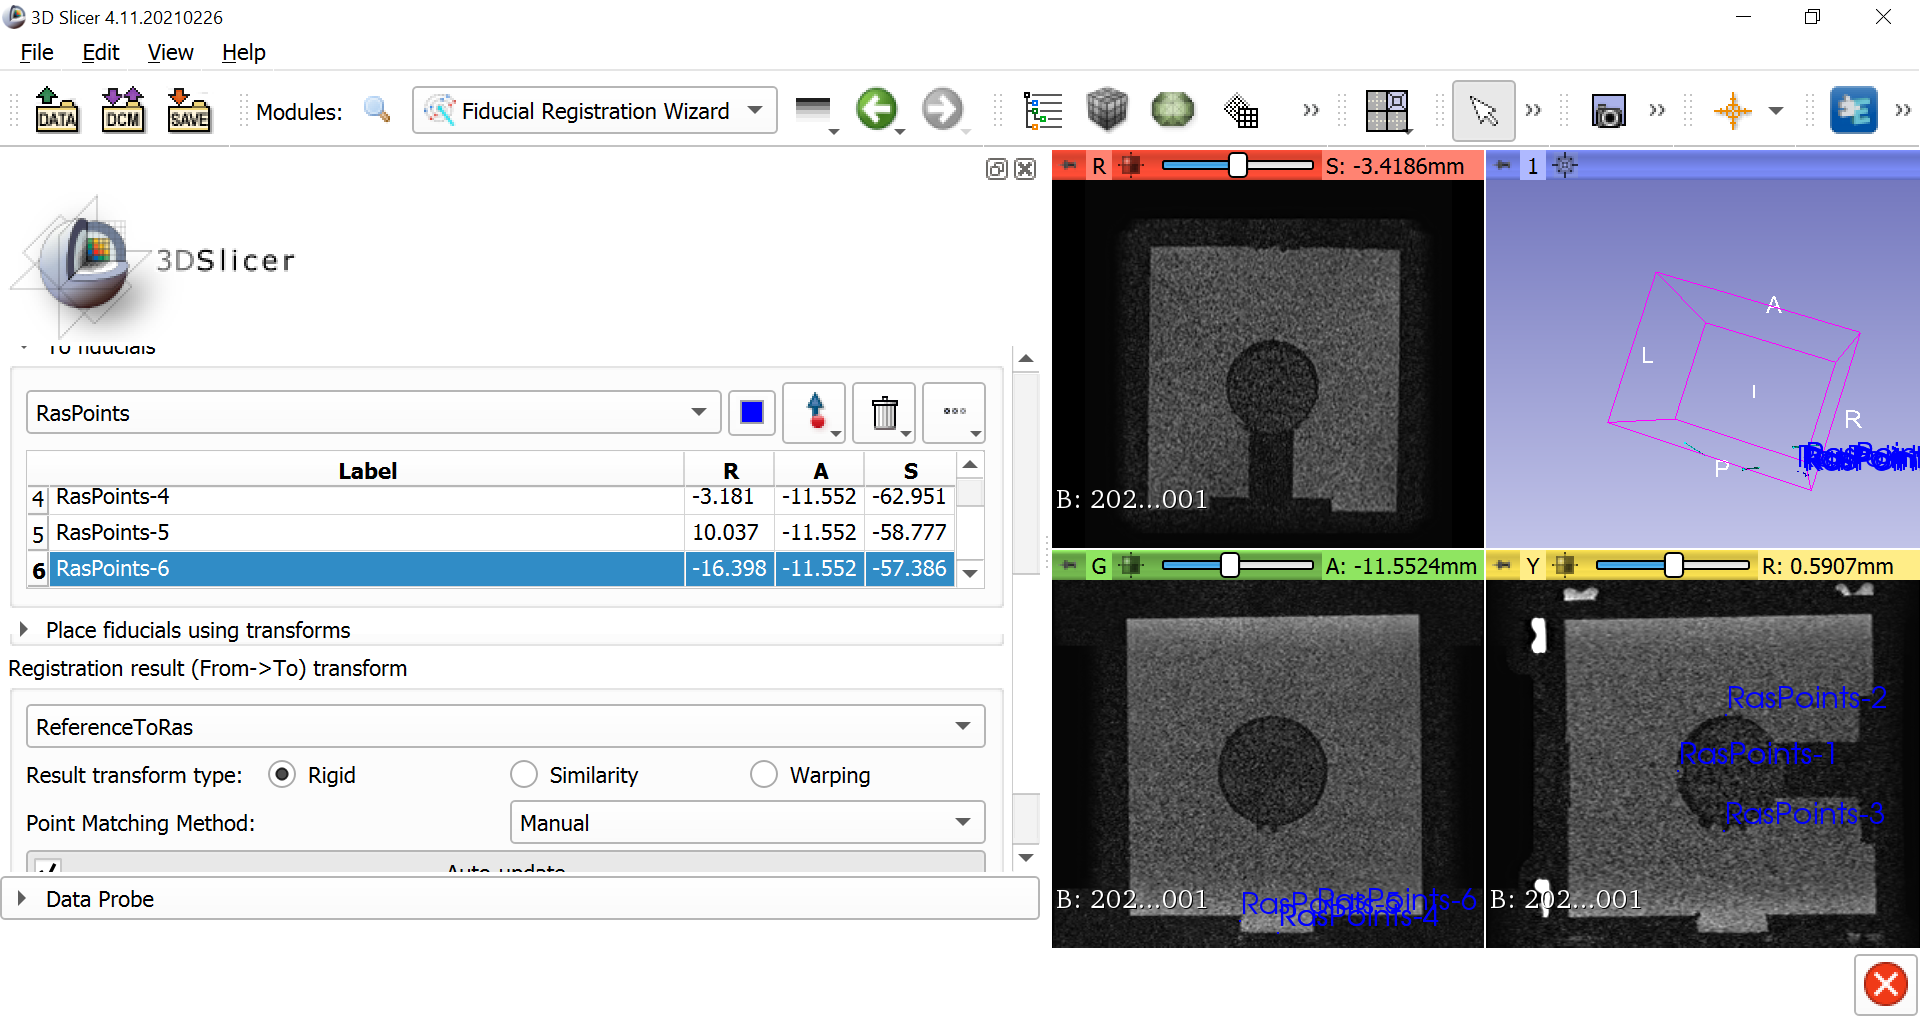 3D Slicer 4.11.20210226
File Edit View Help
DATA DCM SAVE Modules: Fiducial Registration Wizard
3DSlicer
To fiducials
RasPoints
Label R A S
4 RasPoints-4 -3.181 -11.552 -62.951
5 RasPoints-5 10.037 -11.552 -58.777
6 RasPoints-6 -16.398 -11.552 -57.386
Place fiducials using transforms
Registration result (From->To) transform
ReferenceToRas
Result transform type: Rigid Similarity Warping
Point Matching Method: Manual
Auto-update
Data Probe
R S: -3.4186mm
B: 202...001
1
A
L
I
R
P
G A: -11.5524mm
B: 202...001
RasPoints-6
RasPoints-4
Y R: 0.5907mm
RasPoints-2
RasPoints-1
RasPoints-3
B: 202...001